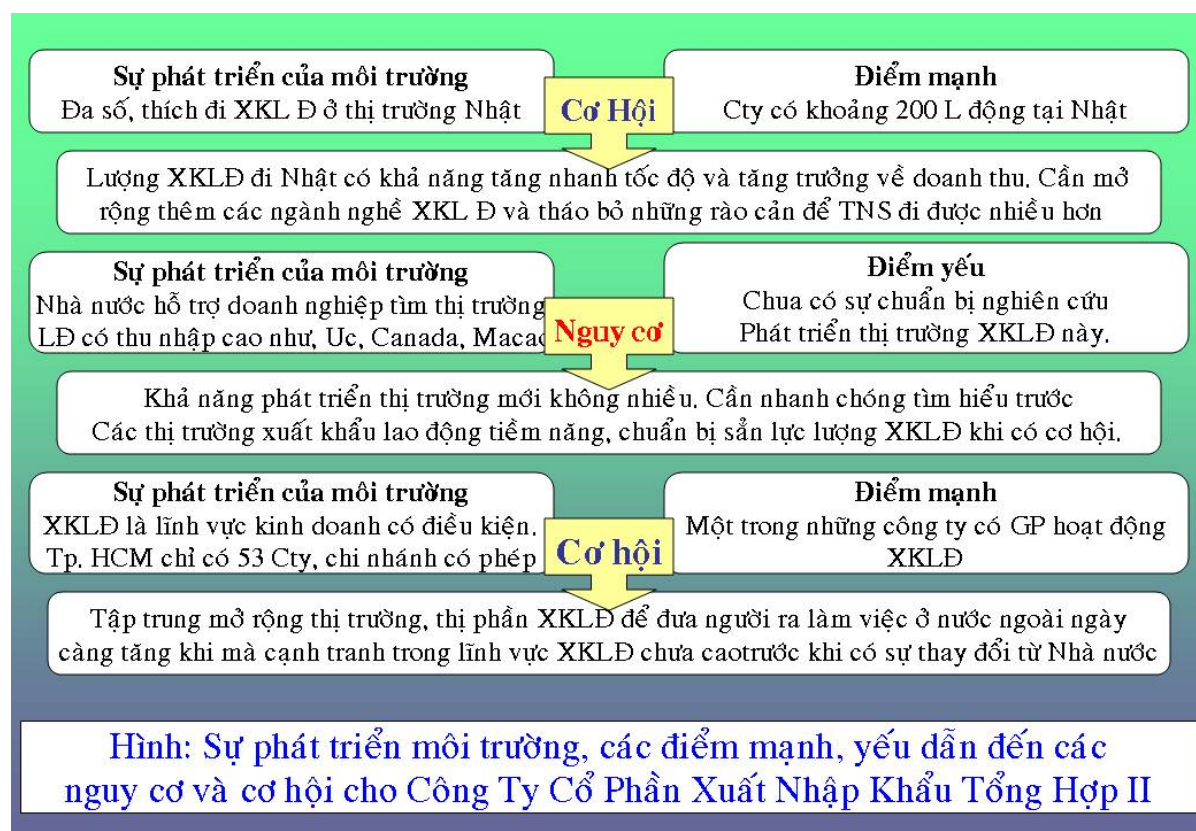 Sự phát triển của môi trường
Đa số, thích đi XKL Đ ở thị trường Nhật
Cơ Hội
Điểm mạnh
Cty có khoảng 200 L động tại Nhật
Lượng XKLĐ đi Nhật có khả năng tăng nhanh tốc độ và tăng trưởng về doanh thu. Cần mở
rộng thêm các ngành nghề XKL Đ và tháo bỏ những rào cản để TNS đi được nhiều hơn
Sự phát triển của môi trường
Nhà nước hỗ trợ doanh nghiệp tìm thị trường
LĐ có thu nhập cao như, Uc, Canada, Macac
Nguy cơ
Điểm yếu
Chua có sự chuẩn bị nghiên cứu
Phát triển thị trường XKLĐ này.
Khả năng phát triển thị trường mới không nhiều. Cần nhanh chóng tìm hiểu trước
Các thị trường xuất khẩu lao động tiềm năng, chuẩn bị sẳn lực lượng XKLĐ khi có cơ hội.
Sự phát triển của môi trường
XKLĐ là lĩnh vực kinh doanh có điều kiện.
Tp. HCM chỉ có 53 Cty, chi nhánh có phép
Cơ hội
Điểm mạnh
Một trong những công ty có GP hoạt động
XKLĐ
Tập trung mở rộng thị trường, thị phần XKLĐ để đưa người ra làm việc ở nước ngoài ngày
càng tăng khi mà cạnh tranh trong lĩnh vực XKLĐ chưa caotrước khi có sự thay đổi từ Nhà nước
Hình: Sự phát triển môi trường, các điểm mạnh, yếu dẫn đến các
nguy cơ và cơ hội cho Công Ty Cổ Phần Xuất Nhập Khẩu Tổng Hợp II